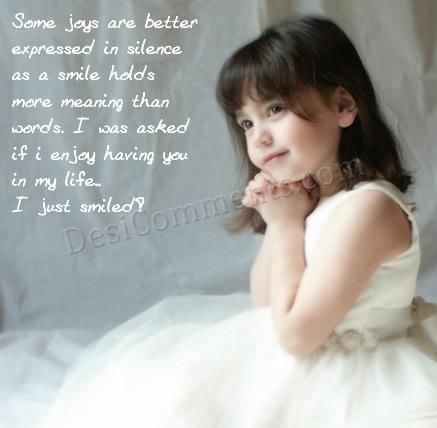 Some joys are better
expressed in silence
as a smile holds
more meaning than
words. I was asked
if i enjoy having you
in my life..
I just smiled?
DesiComments.com